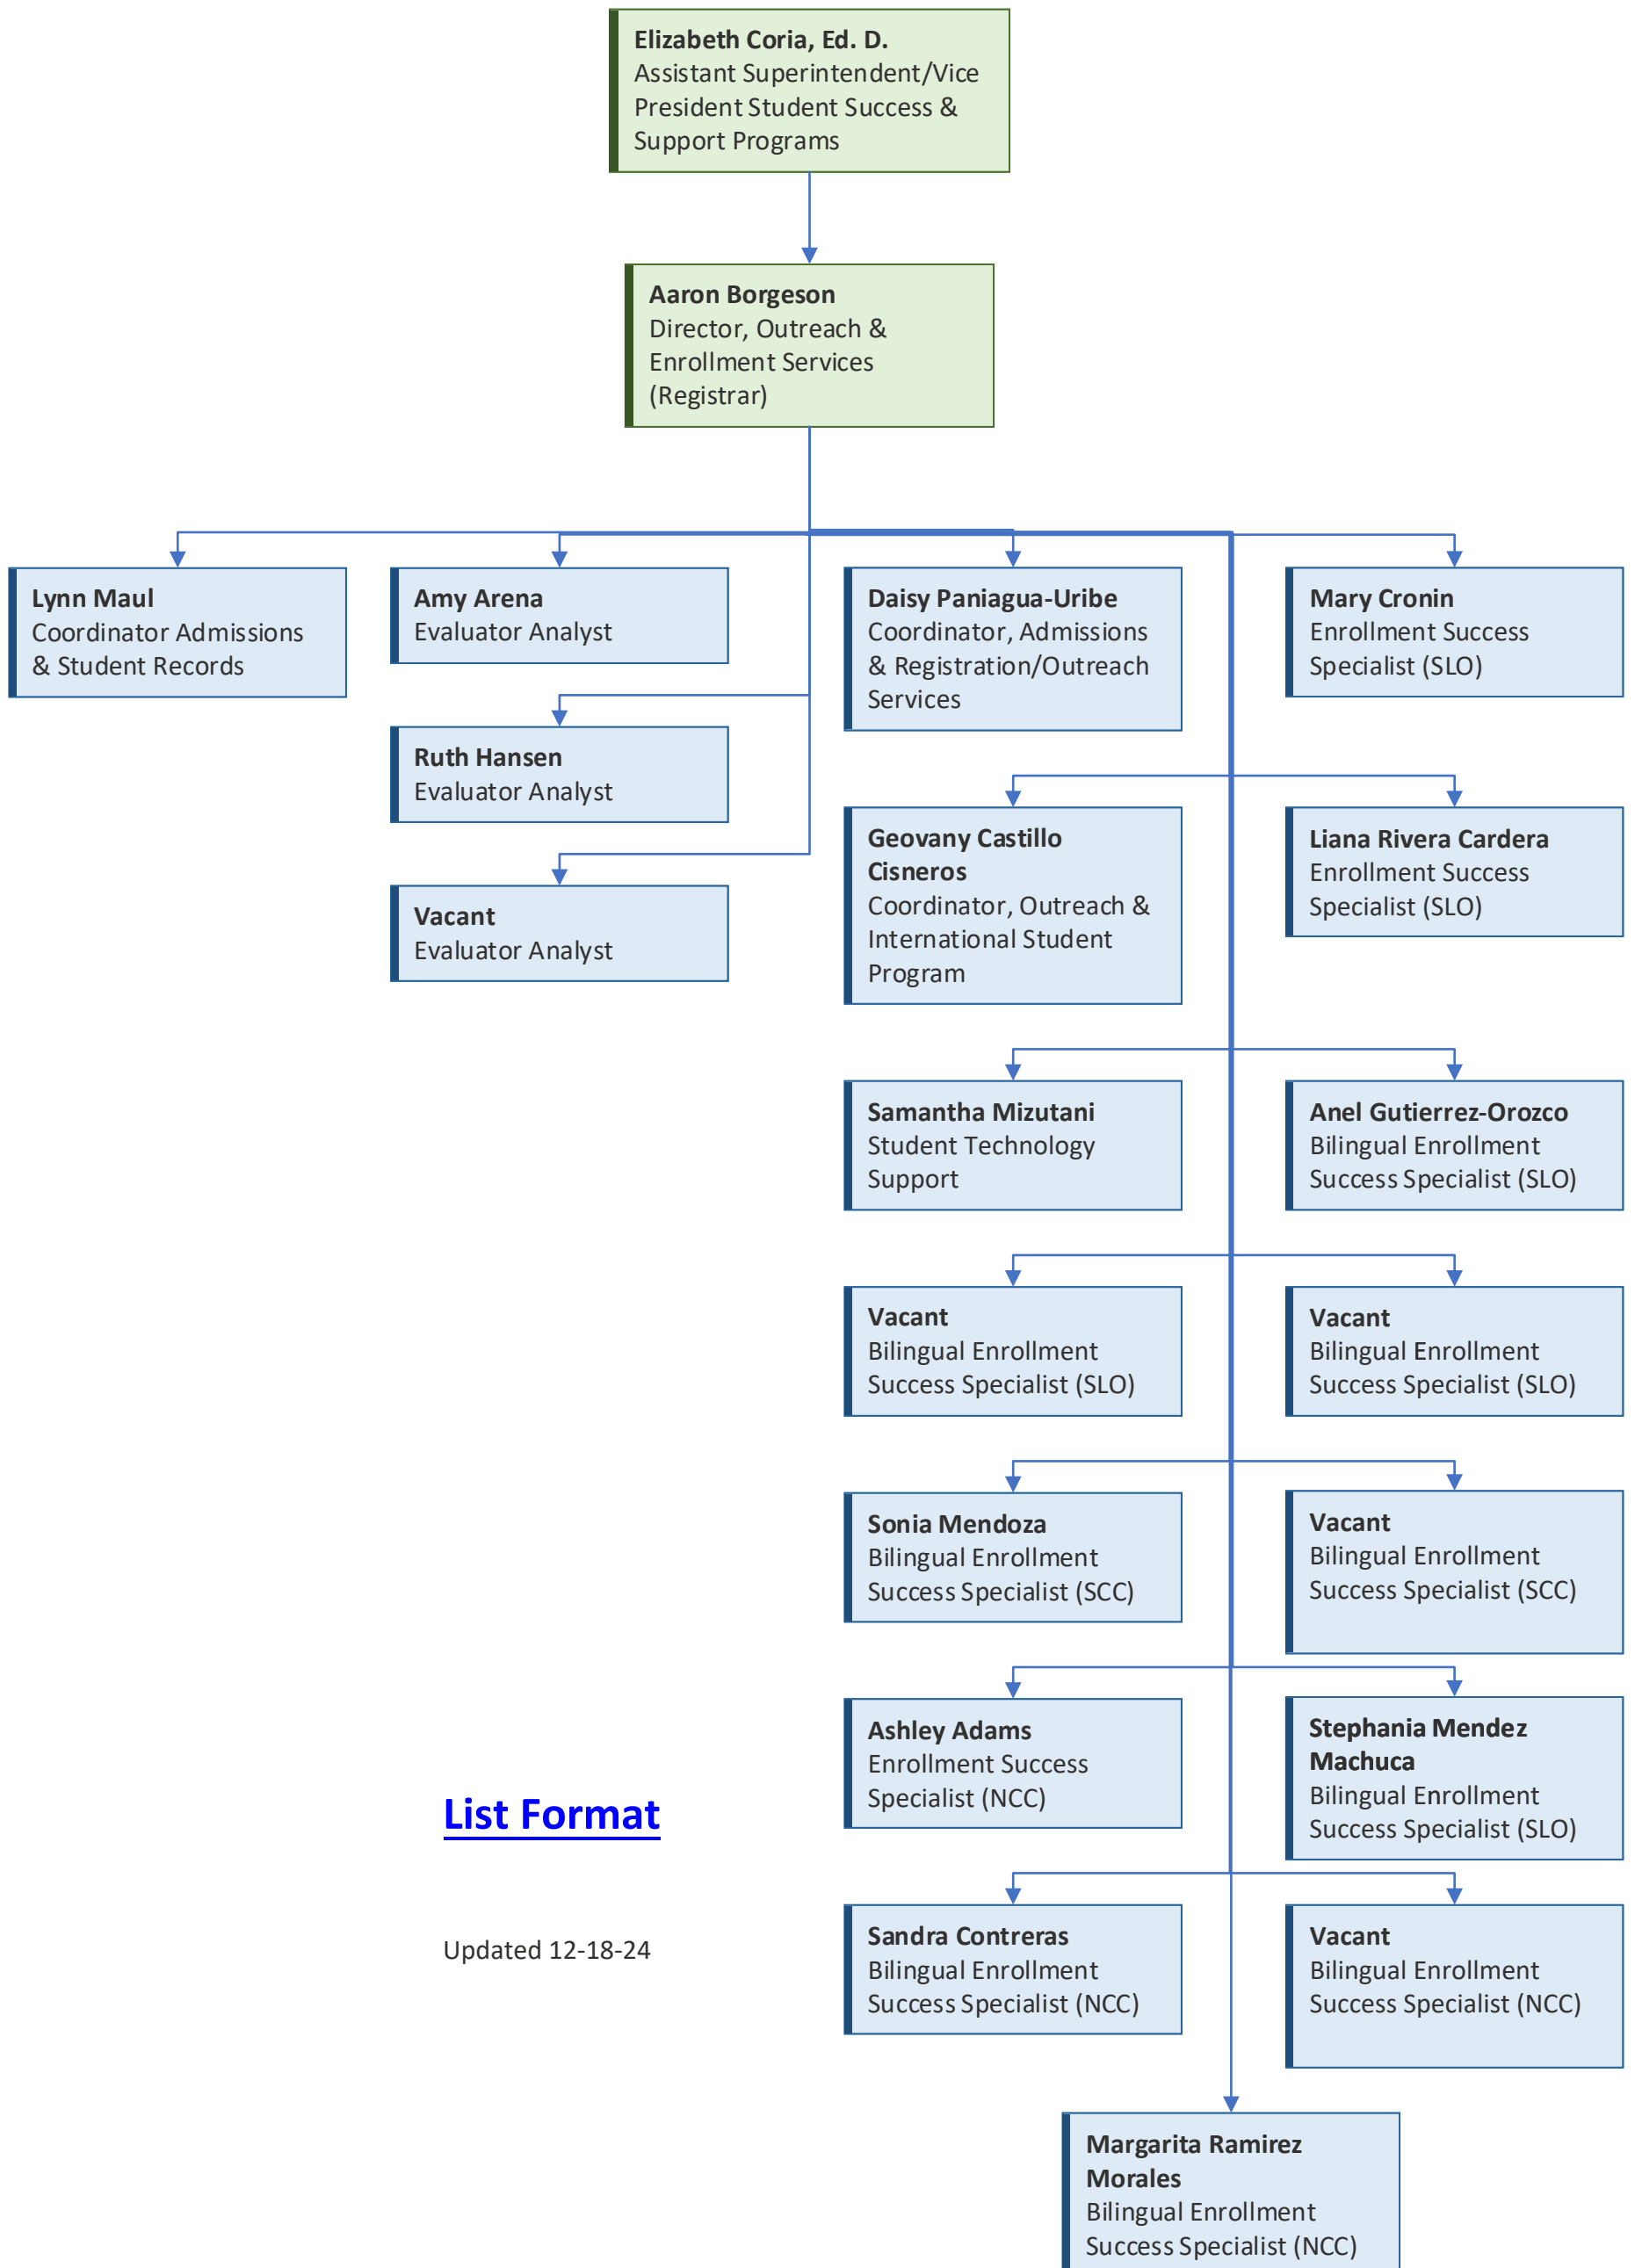 Elizabeth Coria, Ed. D.
Assistant Superintendent/Vice
President Student Success &
Support Programs
Aaron Borgeson
Director, Outreach &
Enrollment Services
(Registrar)
Lynn Maul
Coordinator Admissions
& Student Records
Amy Arena
Evaluator Analyst
Ruth Hansen
Evaluator Analyst
Vacant
Evaluator Analyst
Daisy Paniagua-Uribe
Coordinator, Admissions
& Registration/Outreach
Services
Mary Cronin
Enrollment Success
Specialist (SLO)
Geovany Castillo
Cisneros
Coordinator, Outreach &
International Student
Program
Liana Rivera Cardera
Enrollment Success
Specialist (SLO)
Samantha Mizutani
Student Technology
Support
Anel Gutierrez-Orozco
Bilingual Enrollment
Success Specialist (SLO)
Vacant
Bilingual Enrollment
Success Specialist (SLO)
Vacant
Bilingual Enrollment
Success Specialist (SLO)
Sonia Mendoza
Bilingual Enrollment
Success Specialist (SCC)
Vacant
Bilingual Enrollment
Success Specialist (SCC)
Ashley Adams
Enrollment Success
Specialist (NCC)
Stephania Mendez
Machuca
Bilingual Enrollment
Success Specialist (SLO)
List Format
Updated 12-18-24
Sandra Contreras
Bilingual Enrollment
Success Specialist (NCC)
Vacant
Bilingual Enrollment
Success Specialist (NCC)
Margarita Ramirez
Morales
Bilingual Enrollment
Success Specialist (NCC)